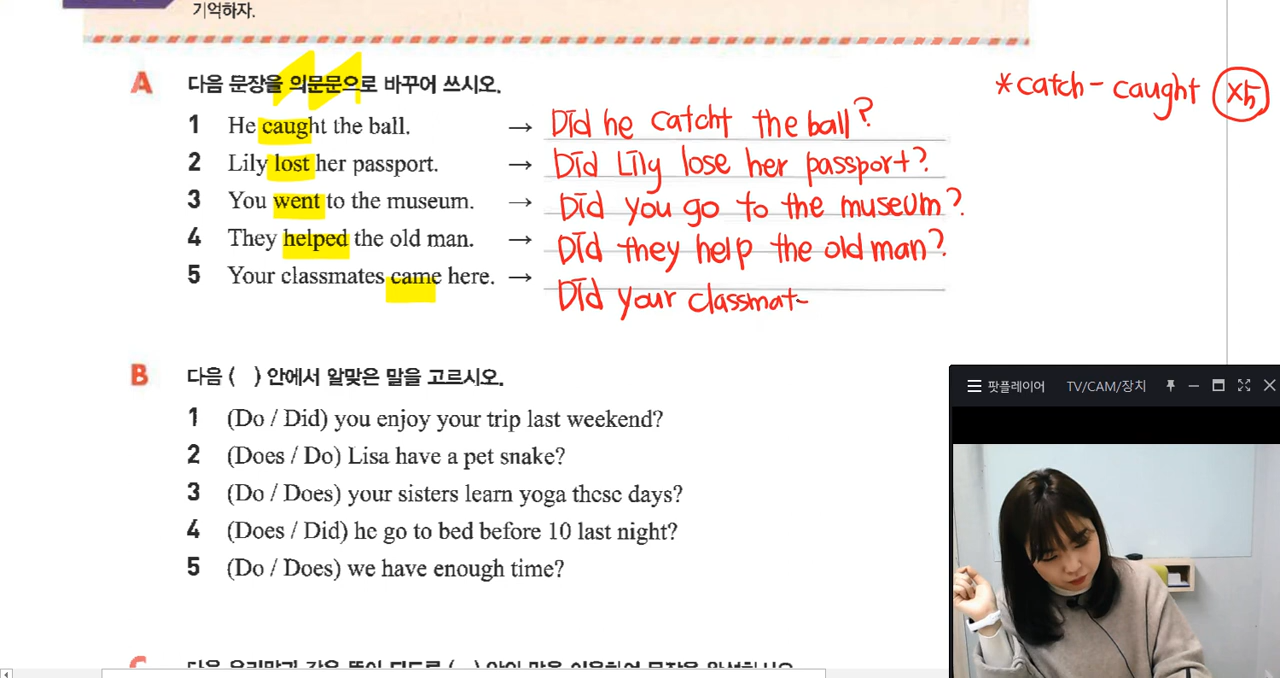 기억하자.
A 다음 문장을 의문문으로 바꾸어 쓰시오.
*catch - caught x5
1 He caught the ball. → Did he catcht the ball?
2 Lily lost her passport. → Did Lily lose her passport?
3 You went to the museum. → Did you go to the museum?
4 They helped the old man. → Did they help the old man?
5 Your classmates came here. → Did your classmat
B 다음 ( ) 안에서 알맞은 말을 고르시오.
1 (Do / Did) you enjoy your trip last weekend?
2 (Does / Do) Lisa have a pet snake?
3 (Do / Does) your sisters learn yoga these days?
4 (Does / Did) he go to bed before 10 last night?
5 (Do / Does) we have enough time?
팟플레이어 TV/CAM/장치